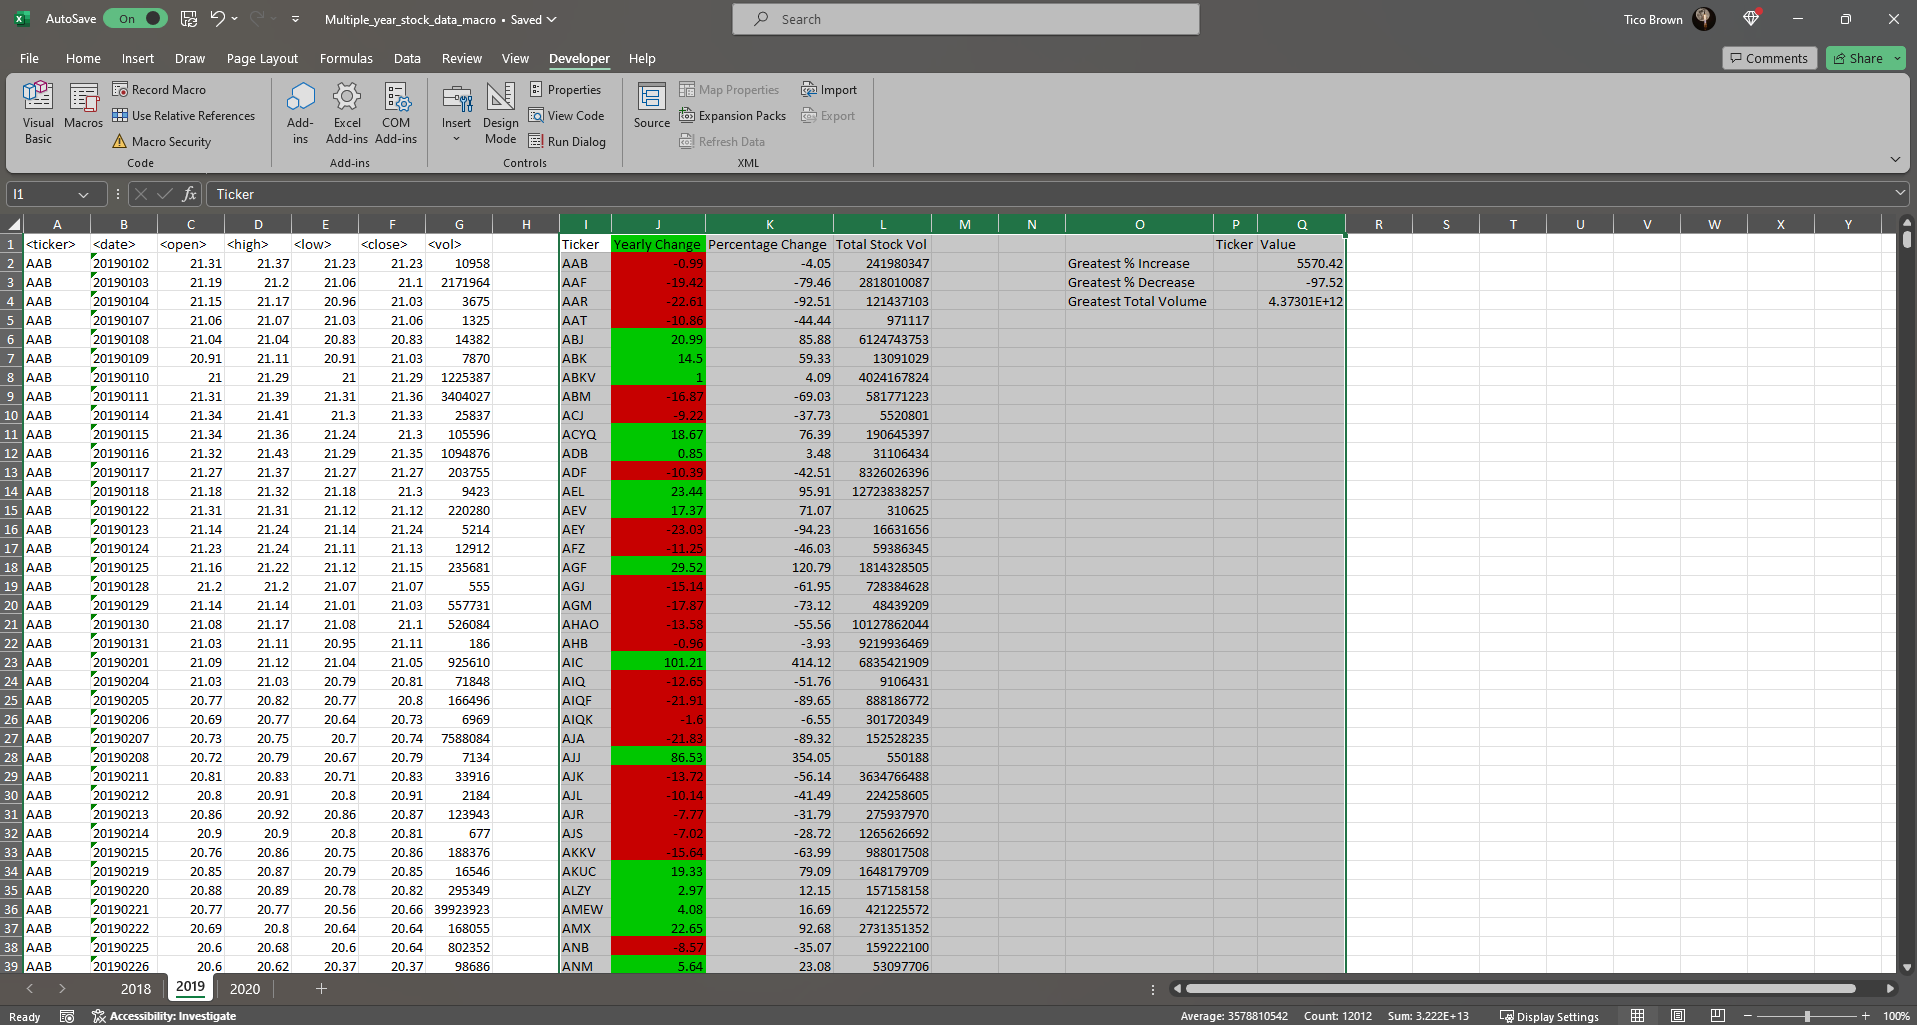 AutoSave On Multiple_year_stock_data_macro • Saved Search Tico Brown
File Home Insert Draw Page Layout Formulas Data Review View Developer Help Comments Share
Visual Basic
Macros
Record Macro
Use Relative References
Macro Security
Code
Add-ins
Excel Add-ins
COM Add-ins
Add-ins
Insert
Design Mode
Properties
View Code
Run Dialog
Controls
Source
Map Properties
Expansion Packs
Refresh Data
Import
Export
XML
I1 fx Ticker
A B C D E F G H I J K L M N O P Q R S T U V W X Y
1 <ticker> <date> <open> <high> <low> <close> <vol> Ticker Yearly Change Percentage Change Total Stock Vol Ticker Value
2 AAB 20190102 21.31 21.37 21.23 21.23 10958 AAB -0.99 -4.05 241980347 Greatest % Increase 5570.42
3 AAB 20190103 21.19 21.2 21.06 21.1 2171964 AAF -19.42 -79.46 2818010087 Greatest % Decrease -97.52
4 AAB 20190104 21.15 21.17 20.96 21.03 3675 AAR -22.61 -92.51 121437103 Greatest Total Volume 4.37301E+12
5 AAB 20190107 21.06 21.07 21.03 21.06 1325 AAT -10.86 -44.44 971117
6 AAB 20190108 21.04 21.04 20.83 20.83 14382 ABJ 20.99 85.88 6124743753
7 AAB 20190109 20.91 21.11 20.91 21.03 7870 ABK 14.5 59.33 13091029
8 AAB 20190110 21 21.29 21 21.29 1225387 ABKV 1 4.09 4024167824
9 AAB 20190111 21.31 21.39 21.31 21.36 3404027 ABM -16.87 -69.03 581771223
10 AAB 20190114 21.34 21.41 21.3 21.33 25837 ACJ -9.22 -37.73 5520801
11 AAB 20190115 21.34 21.36 21.24 21.3 105596 ACYQ 18.67 76.39 190645397
12 AAB 20190116 21.32 21.43 21.29 21.35 1094876 ADB 0.85 3.48 31106434
13 AAB 20190117 21.27 21.37 21.27 21.27 203755 ADF -10.39 -42.51 8326026396
14 AAB 20190118 21.18 21.32 21.18 21.3 9423 AEL 23.44 95.91 12723838257
15 AAB 20190122 21.31 21.31 21.12 21.12 220280 AEV 17.37 71.07 310625
16 AAB 20190123 21.14 21.24 21.14 21.24 5214 AEY -23.03 -94.23 16631656
17 AAB 20190124 21.23 21.24 21.11 21.13 12912 AFZ -11.25 -46.03 59386345
18 AAB 20190125 21.16 21.22 21.12 21.15 235681 AGF 29.52 120.79 1814328505
19 AAB 20190128 21.2 21.2 21.07 21.07 555 AGJ -15.14 -61.95 728384628
20 AAB 20190129 21.14 21.14 21.01 21.03 557731 AGM -17.87 -73.12 48439209
21 AAB 20190130 21.08 21.17 21.08 21.1 526084 AHAO -13.58 -55.56 10127862044
22 AAB 20190131 21.03 21.11 20.95 21.11 186 AHB -0.96 -3.93 9219936469
23 AAB 20190201 21.09 21.12 21.04 21.05 925610 AIC 101.21 414.12 6835421909
24 AAB 20190204 21.03 21.03 20.79 20.81 71848 AIQ -12.65 -51.76 9106431
25 AAB 20190205 20.77 20.82 20.77 20.8 166496 AIQF -21.91 -89.65 888186772
26 AAB 20190206 20.69 20.77 20.64 20.73 6969 AIQK -1.6 -6.55 301720349
27 AAB 20190207 20.73 20.75 20.7 20.74 7588084 AJA -21.83 -89.32 152528235
28 AAB 20190208 20.72 20.79 20.67 20.79 7134 AJJ 86.53 354.05 550188
29 AAB 20190211 20.81 20.83 20.71 20.83 33916 AJK -13.72 -56.14 3634766488
30 AAB 20190212 20.8 20.91 20.8 20.91 2184 AJL -10.14 -41.49 224258605
31 AAB 20190213 20.86 20.92 20.86 20.87 123943 AJR -7.77 -31.79 275937970
32 AAB 20190214 20.9 20.9 20.8 20.81 677 AJS -7.02 -28.72 1265626692
33 AAB 20190215 20.76 20.86 20.75 20.86 188376 AKKV -15.64 -63.99 988017508
34 AAB 20190219 20.85 20.87 20.79 20.85 16546 AKUC 19.33 79.09 1648179709
35 AAB 20190220 20.88 20.89 20.78 20.82 295349 ALZY 2.97 12.15 157158158
36 AAB 20190221 20.77 20.77 20.56 20.66 39923923 AMEW 4.08 16.69 421225572
37 AAB 20190222 20.69 20.8 20.64 20.64 168055 AMX 22.65 92.68 2731351352
38 AAB 20190225 20.6 20.68 20.6 20.64 802352 ANB -8.57 -35.07 159222100
39 AAB 20190226 20.6 20.62 20.37 20.37 98686 ANM 5.64 23.08 53097706
2018 2019 2020
Ready Accessibility: Investigate Average: 3578810542 Count: 12012 Sum: 3.222E+13 Display Settings 100%